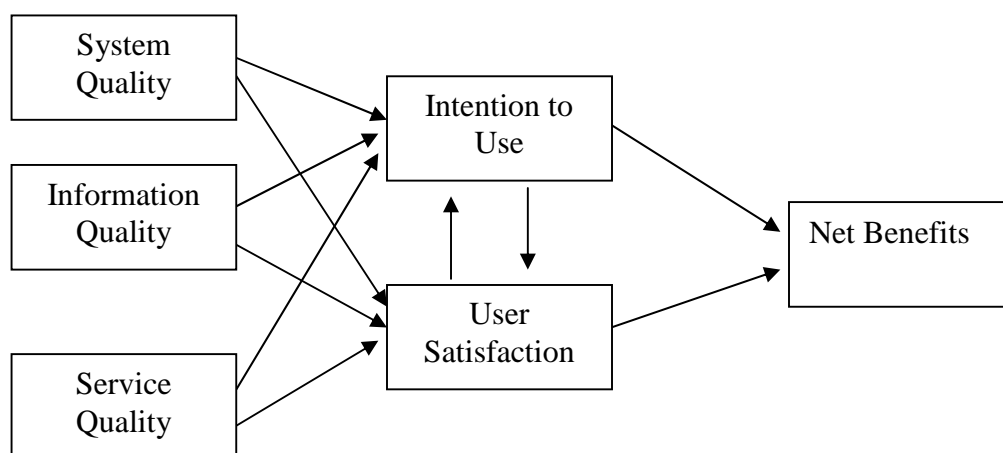 System
Quality
Information
Quality
Service
Quality
Intention to
Use
User
Satisfaction
Net Benefits